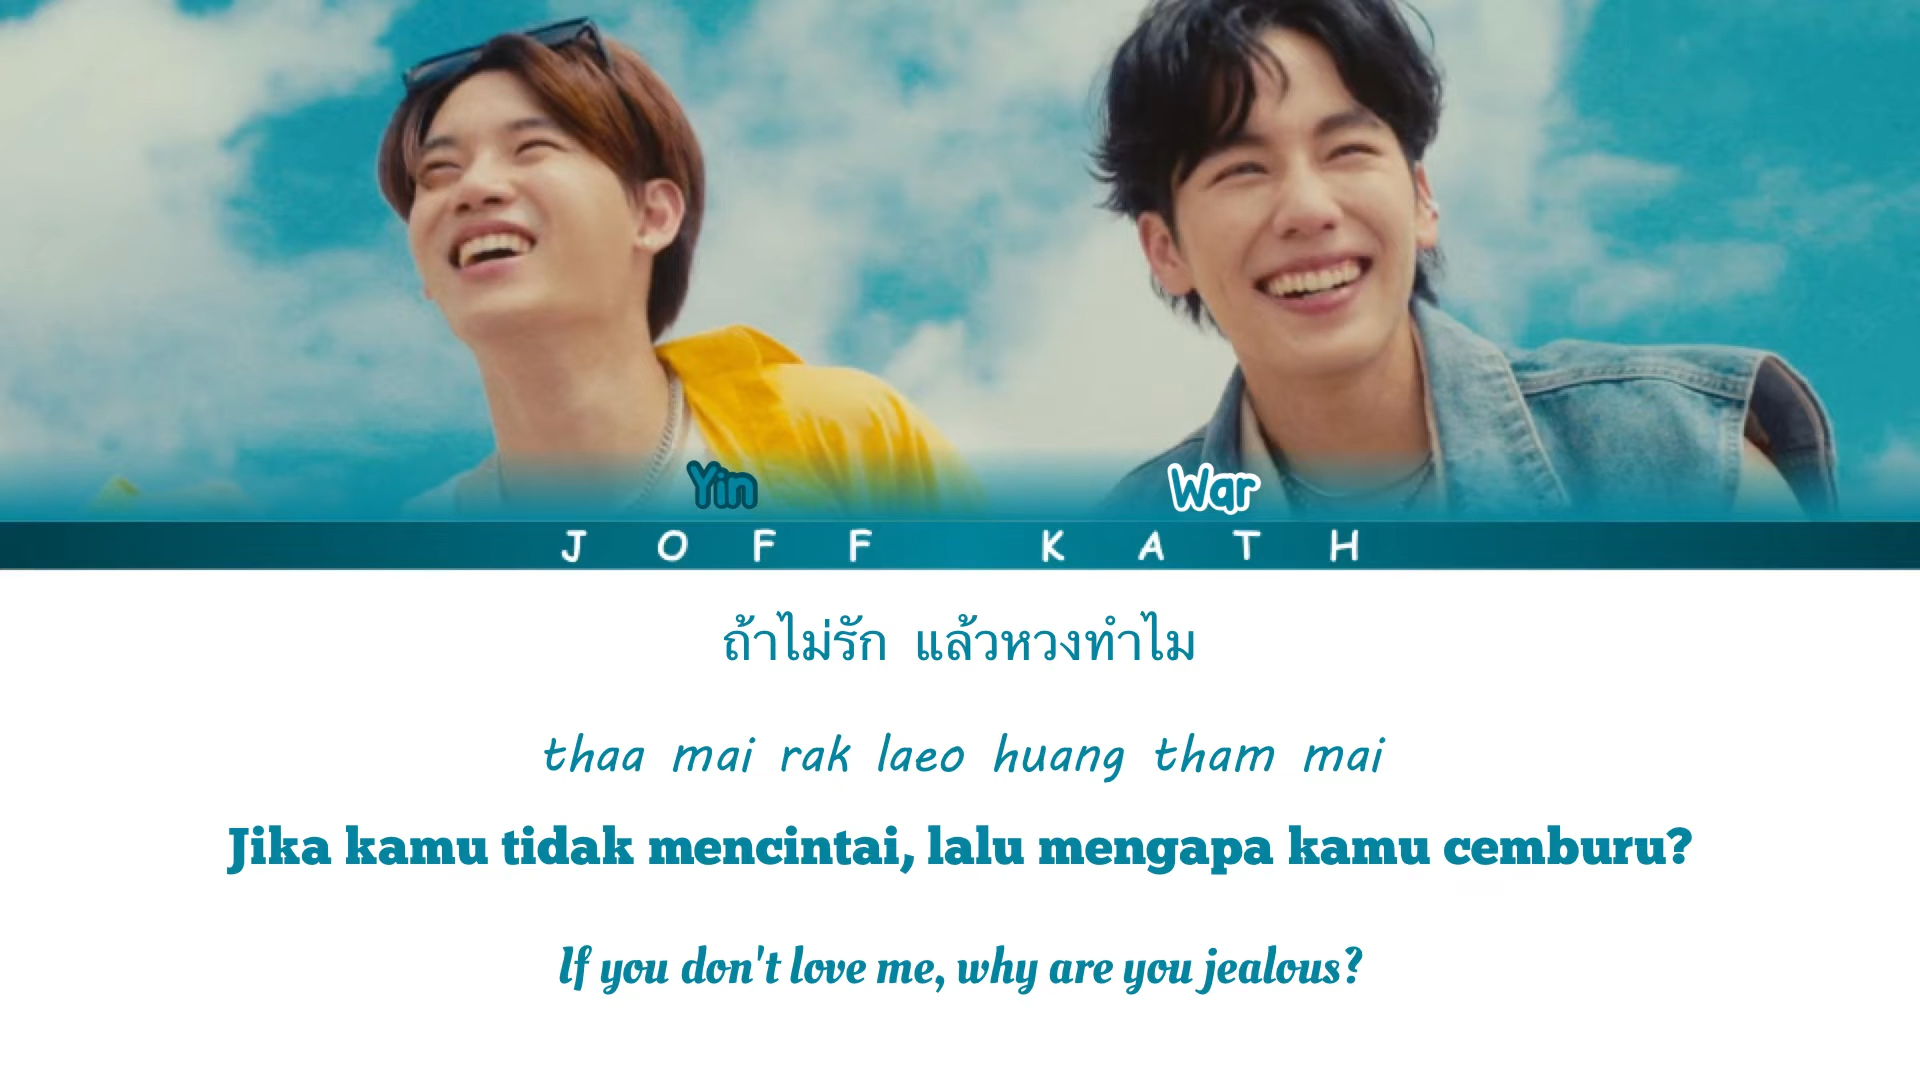 Yin War
JOFF KATH
ถ้าไม่รัก แล้วหวงทำไม
thaa mai rak laeo huang tham mai
Jika kamu tidak mencintai, lalu mengapa kamu cemburu?
If you don't love me, why are you jealous?